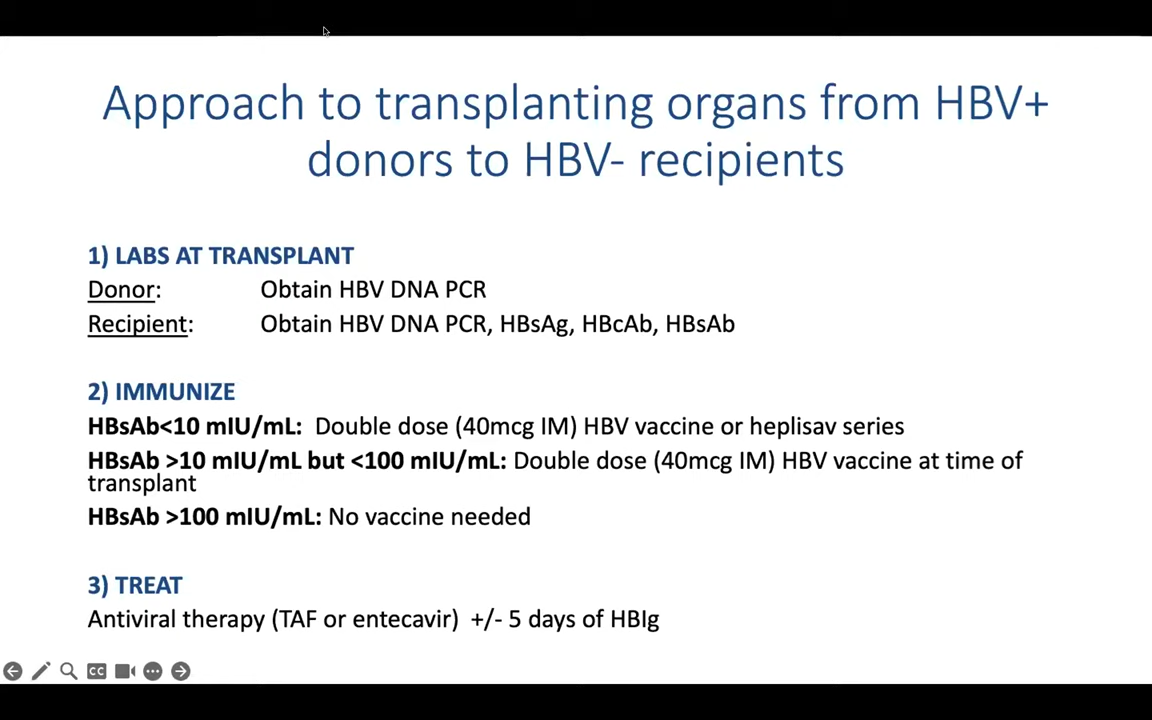 Approach to transplanting organs from HBV+
donors to HBV- recipients
1) LABS AT TRANSPLANT
Donor: Obtain HBV DNA PCR
Recipient: Obtain HBV DNA PCR, HBsAg, HBcAb, HBsAb
2) IMMUNIZE
HBsAb<10 mIU/mL: Double dose (40mcg IM) HBV vaccine or heplisav series
HBsAb >10 mIU/mL but <100 mIU/mL: Double dose (40mcg IM) HBV vaccine at time of
transplant
HBsAb >100 mIU/mL: No vaccine needed
3) TREAT
Antiviral therapy (TAF or entecavir) +/- 5 days of HBIg
CC